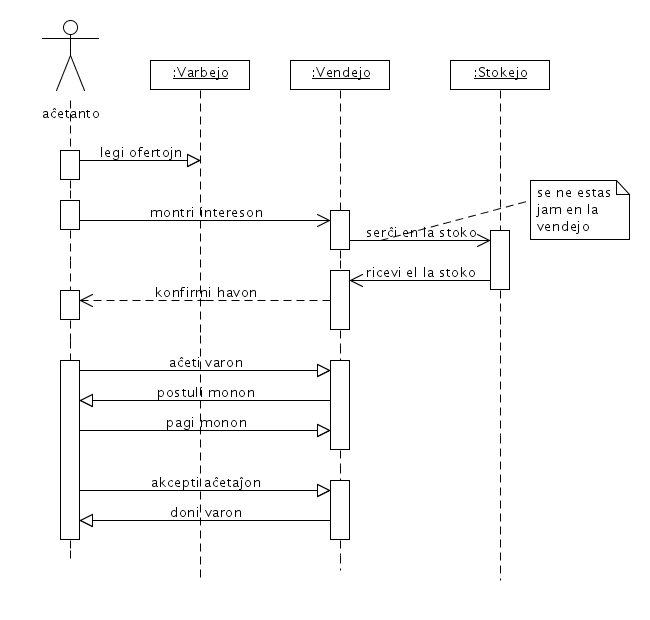 :Varbejo
:Vendejo
:Stokejo
aĉetanto
legi ofertojn
se ne estas
jam en la
vendejo
montri intereson
serĉi en la stoko
ricevi el la stoko
konfirmi havon
aĉeti varon
postuli monon
pagi monon
akcepti aĉetaĵon
doni varon